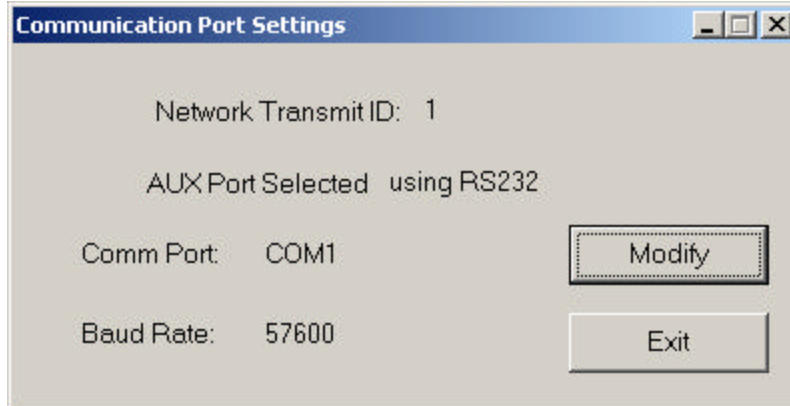 Communication Port Settings
Network Transmit ID: 1
AUX Port Selected using RS232
Comm Port: COM1
Modify
Baud Rate: 57600
Exit